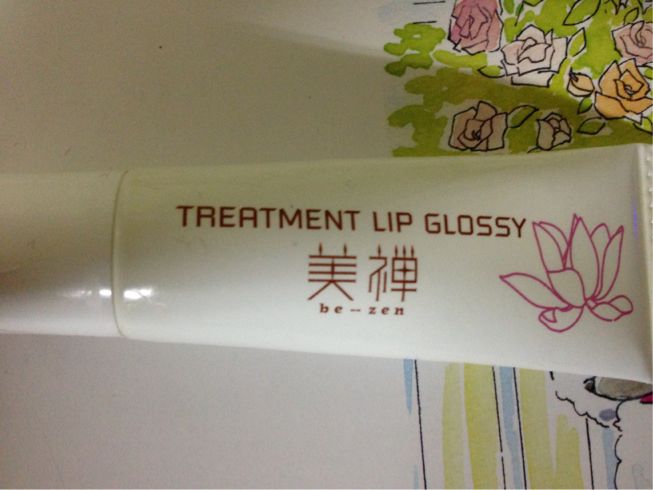 TREATMENT LIP GLOSSY
美禅
be--zen